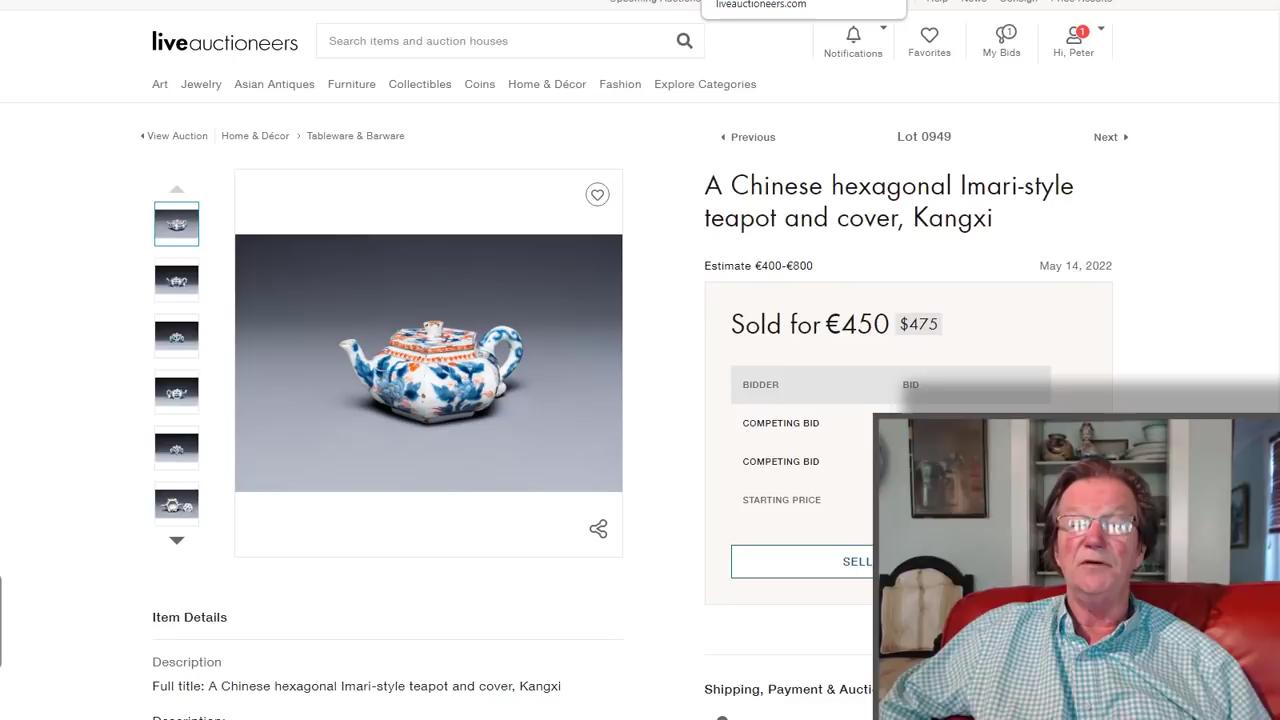 liveauctioneers.com
liveauctioneers
Search items and auction houses
Notifications
Favorites
1
My Bids
1
Hi, Peter
Art
Jewelry
Asian Antiques
Furniture
Collectibles
Coins
Home & Décor
Fashion
Explore Categories
View Auction
Home & Décor
Tableware & Barware
Previous
Lot 0949
Next
A Chinese hexagonal Imari-style
teapot and cover, Kangxi
Estimate €400-€800
May 14, 2022
Sold for €450 $475
BIDDER
BID
COMPETING BID
COMPETING BID
STARTING PRICE
SELL
Item Details
Description
Full title: A Chinese hexagonal Imari-style teapot and cover, Kangxi
Shipping, Payment & Aucti